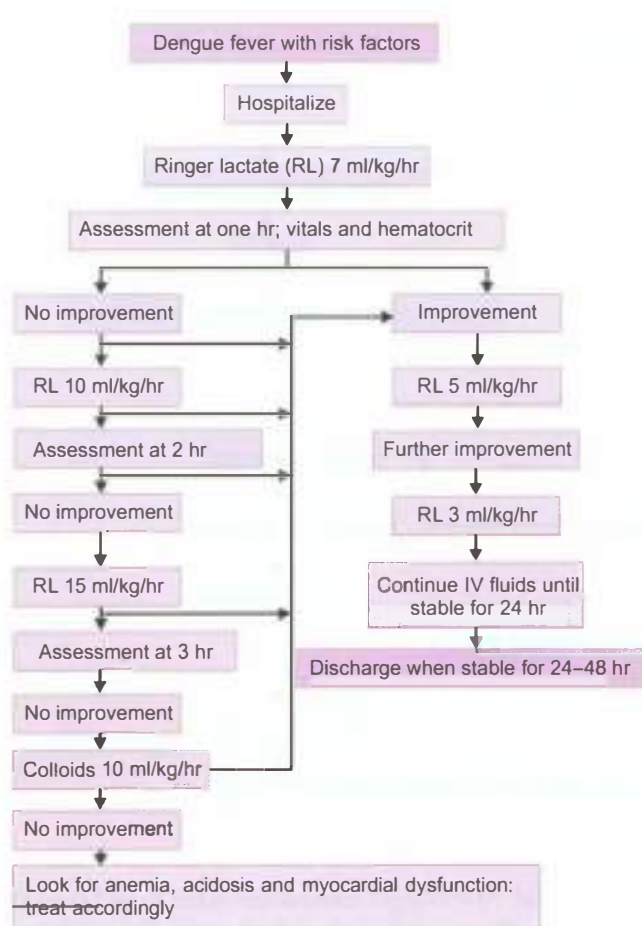 Dengue fever with risk factors
Hospitalize
Ringer lactate (RL) 7 ml/kg/hr
Assessment at one hr; vitals and hematocrit
No improvement
RL 10 ml/kg/hr
Assessment at 2 hr
No improvement
RL 15 ml/kg/hr
Assessment at 3 hr
No improvement
Colloids 10 ml/kg/hr
No improvement
Look for anemia, acidosis and myocardial dysfunction:
treat accordingly
Improvement
RL 5 ml/kg/hr
Further improvement
RL 3 ml/kg/hr
Continue IV fluids until
stable for 24 hr
Discharge when stable for 24–48 hr